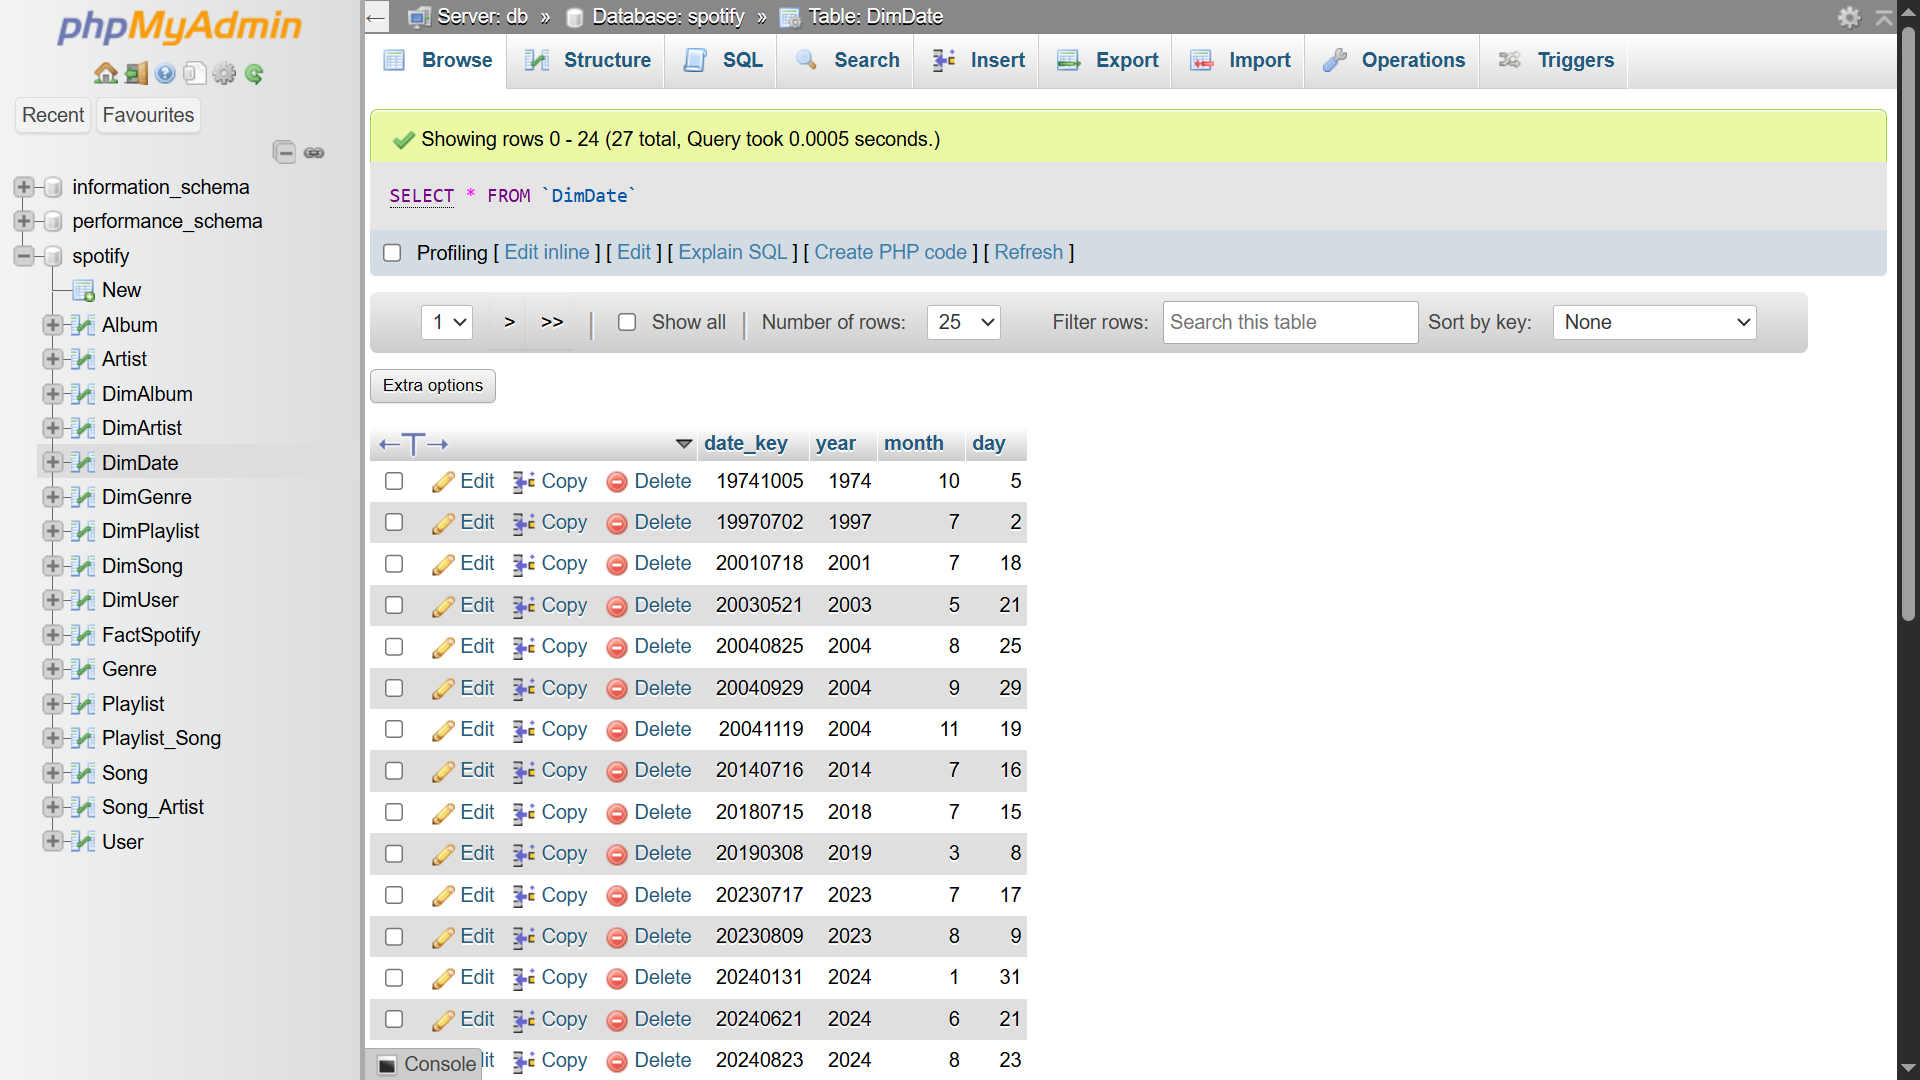 phpMyAdmin
Recent Favourites
information_schema
performance_schema
spotify
New
Album
Artist
DimAlbum
DimArtist
DimDate
DimGenre
DimPlaylist
DimSong
DimUser
FactSpotify
Genre
Playlist
Playlist_Song
Song
Song_Artist
User
Server: db » Database: spotify » Table: DimDate
Browse Structure SQL Search Insert Export Import Operations Triggers
Showing rows 0 - 24 (27 total, Query took 0.0005 seconds.)
SELECT * FROM `DimDate`
Profiling [ Edit inline ] [ Edit ] [ Explain SQL ] [ Create PHP code ] [ Refresh ]
1 > >> | Show all | Number of rows: 25 Filter rows: Search this table Sort by key: None
Extra options
date_key year month day
Edit Copy Delete 19741005 1974 10 5
Edit Copy Delete 19970702 1997 7 2
Edit Copy Delete 20010718 2001 7 18
Edit Copy Delete 20030521 2003 5 21
Edit Copy Delete 20040825 2004 8 25
Edit Copy Delete 20040929 2004 9 29
Edit Copy Delete 20041119 2004 11 19
Edit Copy Delete 20140716 2014 7 16
Edit Copy Delete 20180715 2018 7 15
Edit Copy Delete 20190308 2019 3 8
Edit Copy Delete 20230717 2023 7 17
Edit Copy Delete 20230809 2023 8 9
Edit Copy Delete 20240131 2024 1 31
Edit Copy Delete 20240621 2024 6 21
Console it Copy Delete 20240823 2024 8 23